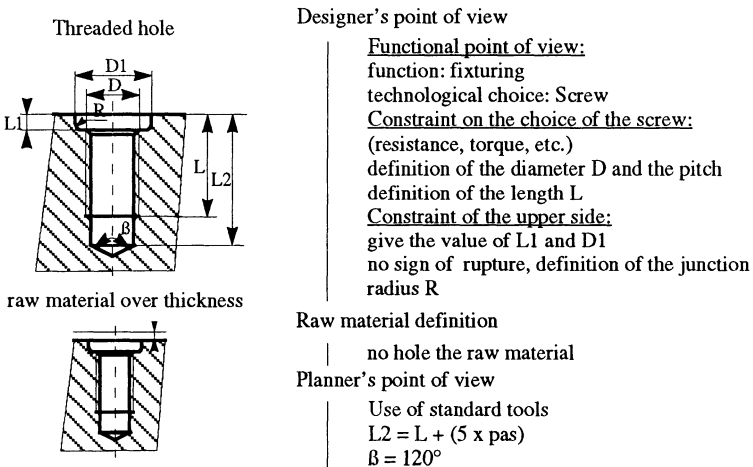 Threaded hole
D1
D
R
L1
L
L2
ß
raw material over thickness
Designer's point of view
Functional point of view:
function: fixturing
technological choice: Screw
Constraint on the choice of the screw:
(resistance, torque, etc.)
definition of the diameter D and the pitch
definition of the length L
Constraint of the upper side:
give the value of L1 and D1
no sign of rupture, definition of the junction
radius R
Raw material definition
no hole the raw material
Planner's point of view
Use of standard tools
L2 = L + (5 x pas)
ß = 120°